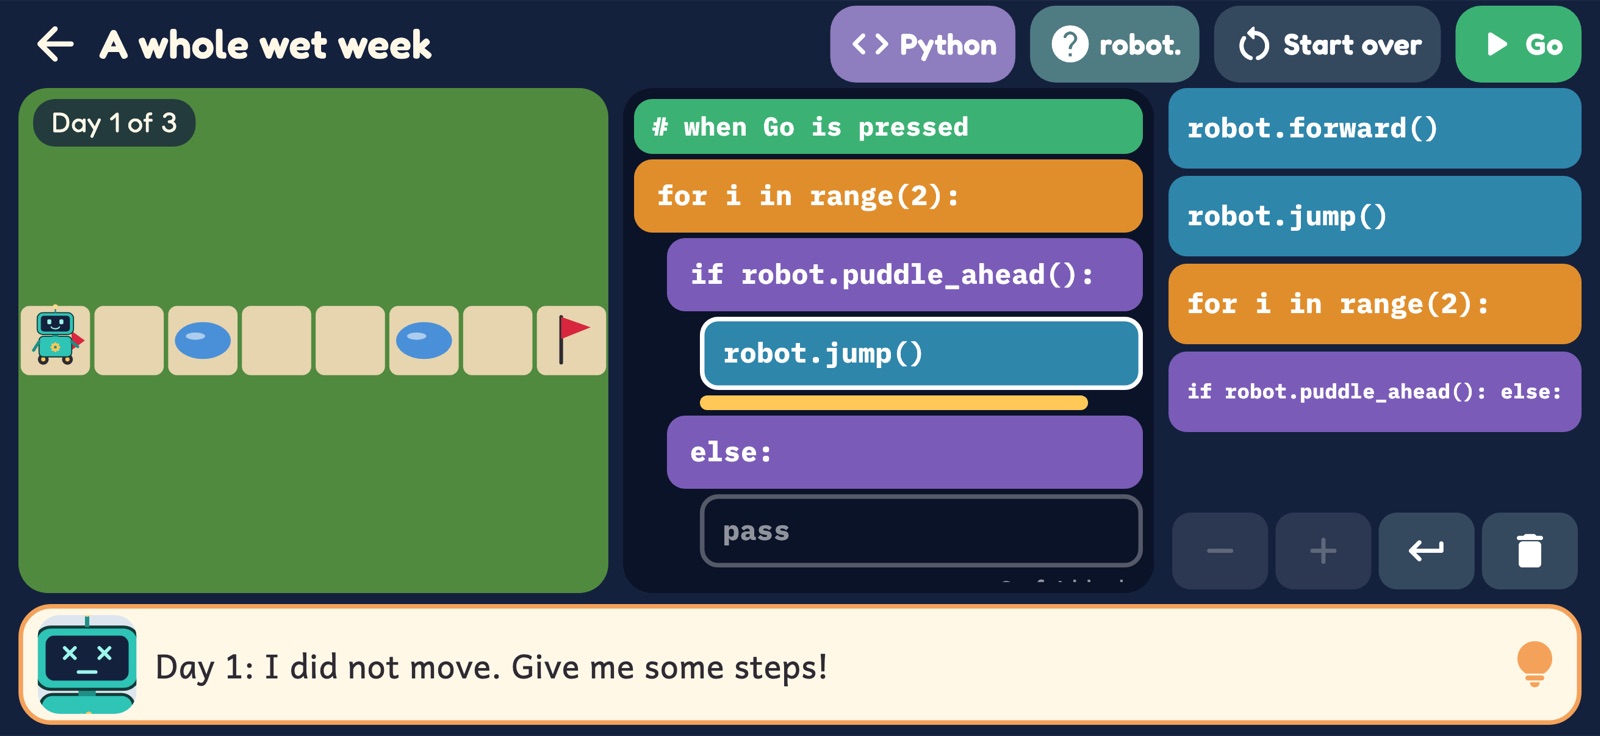 A whole wet week
<> Python
? robot.
Start over
Go
Day 1 of 3
# when Go is pressed
for i in range(2):
if robot.puddle_ahead():
robot.jump()
else:
pass
robot.forward()
robot.jump()
for i in range(2):
if robot.puddle_ahead(): else:
Day 1: I did not move. Give me some steps!